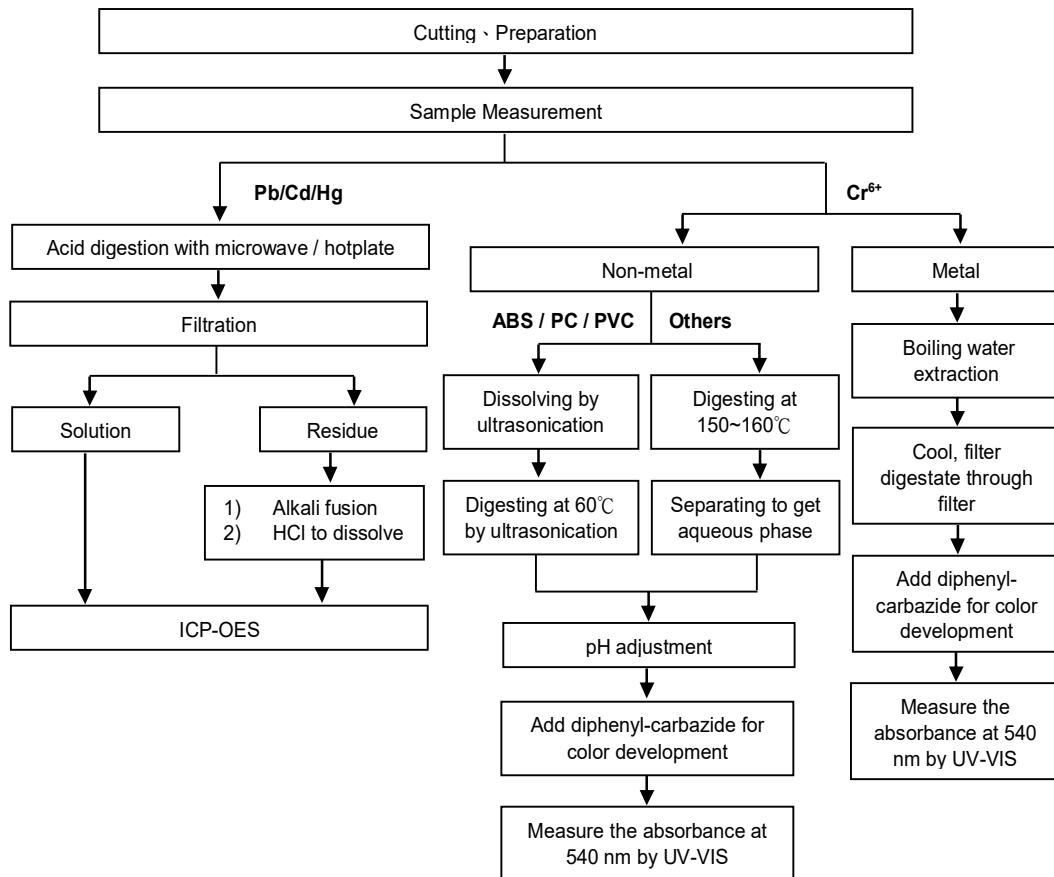 Cutting、Preparation
Sample Measurement
Pb/Cd/Hg
Acid digestion with microwave / hotplate
Filtration
Solution
Residue
1) Alkali fusion
2) HCl to dissolve
ICP-OES
Cr⁶⁺
Non-metal
ABS / PC / PVC
Others
Dissolving by
ultrasonication
Digesting at 60℃
by ultrasonication
Digesting at
150~160℃
Separating to get
aqueous phase
pH adjustment
Add diphenyl-carbazide for
color development
Measure the absorbance at
540 nm by UV-VIS
Metal
Boiling water
extraction
Cool, filter
digestate through
filter
Add diphenyl-
carbazide for color
development
Measure the
absorbance at 540
nm by UV-VIS